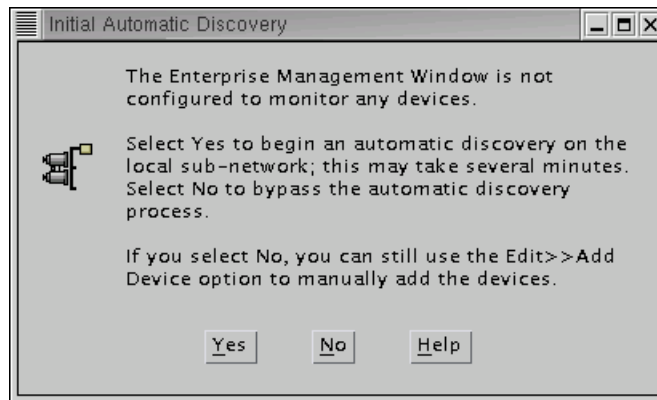 Initial Automatic Discovery
The Enterprise Management Window is not
configured to monitor any devices.
Select Yes to begin an automatic discovery on the
local sub-network; this may take several minutes.
Select No to bypass the automatic discovery
process.
If you select No, you can still use the Edit>>Add
Device option to manually add the devices.
Yes No Help